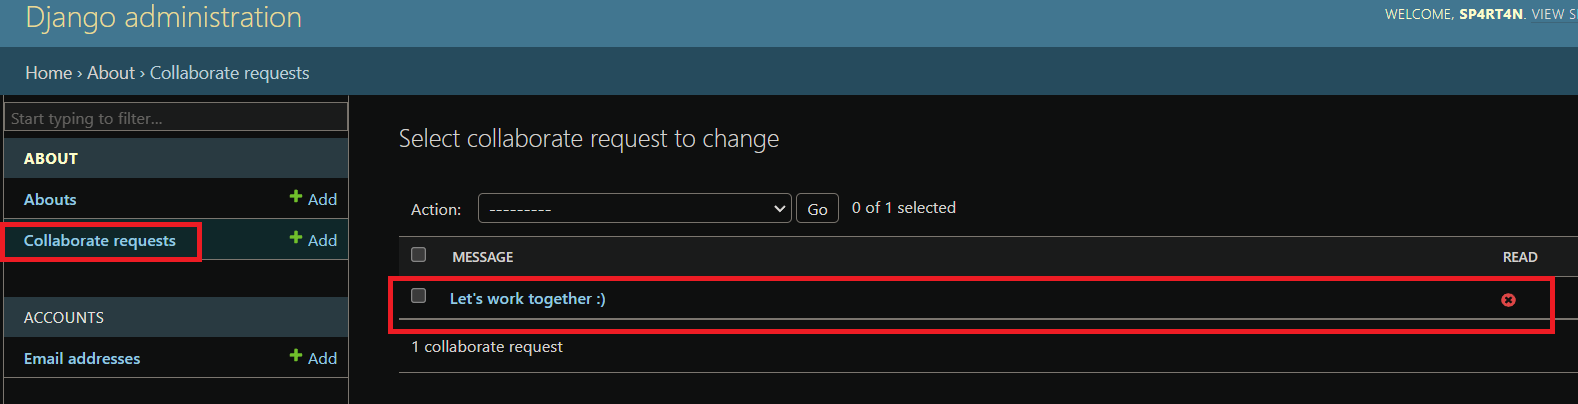 Django administration
WELCOME, SP4RT4N. VIEW
Home › About › Collaborate requests
Start typing to filter...
ABOUT
Abouts
Add
Collaborate requests
Add
ACCOUNTS
Email addresses
Add
Select collaborate request to change
Action: --------- Go 0 of 1 selected
MESSAGE READ
Let's work together :)
1 collaborate request